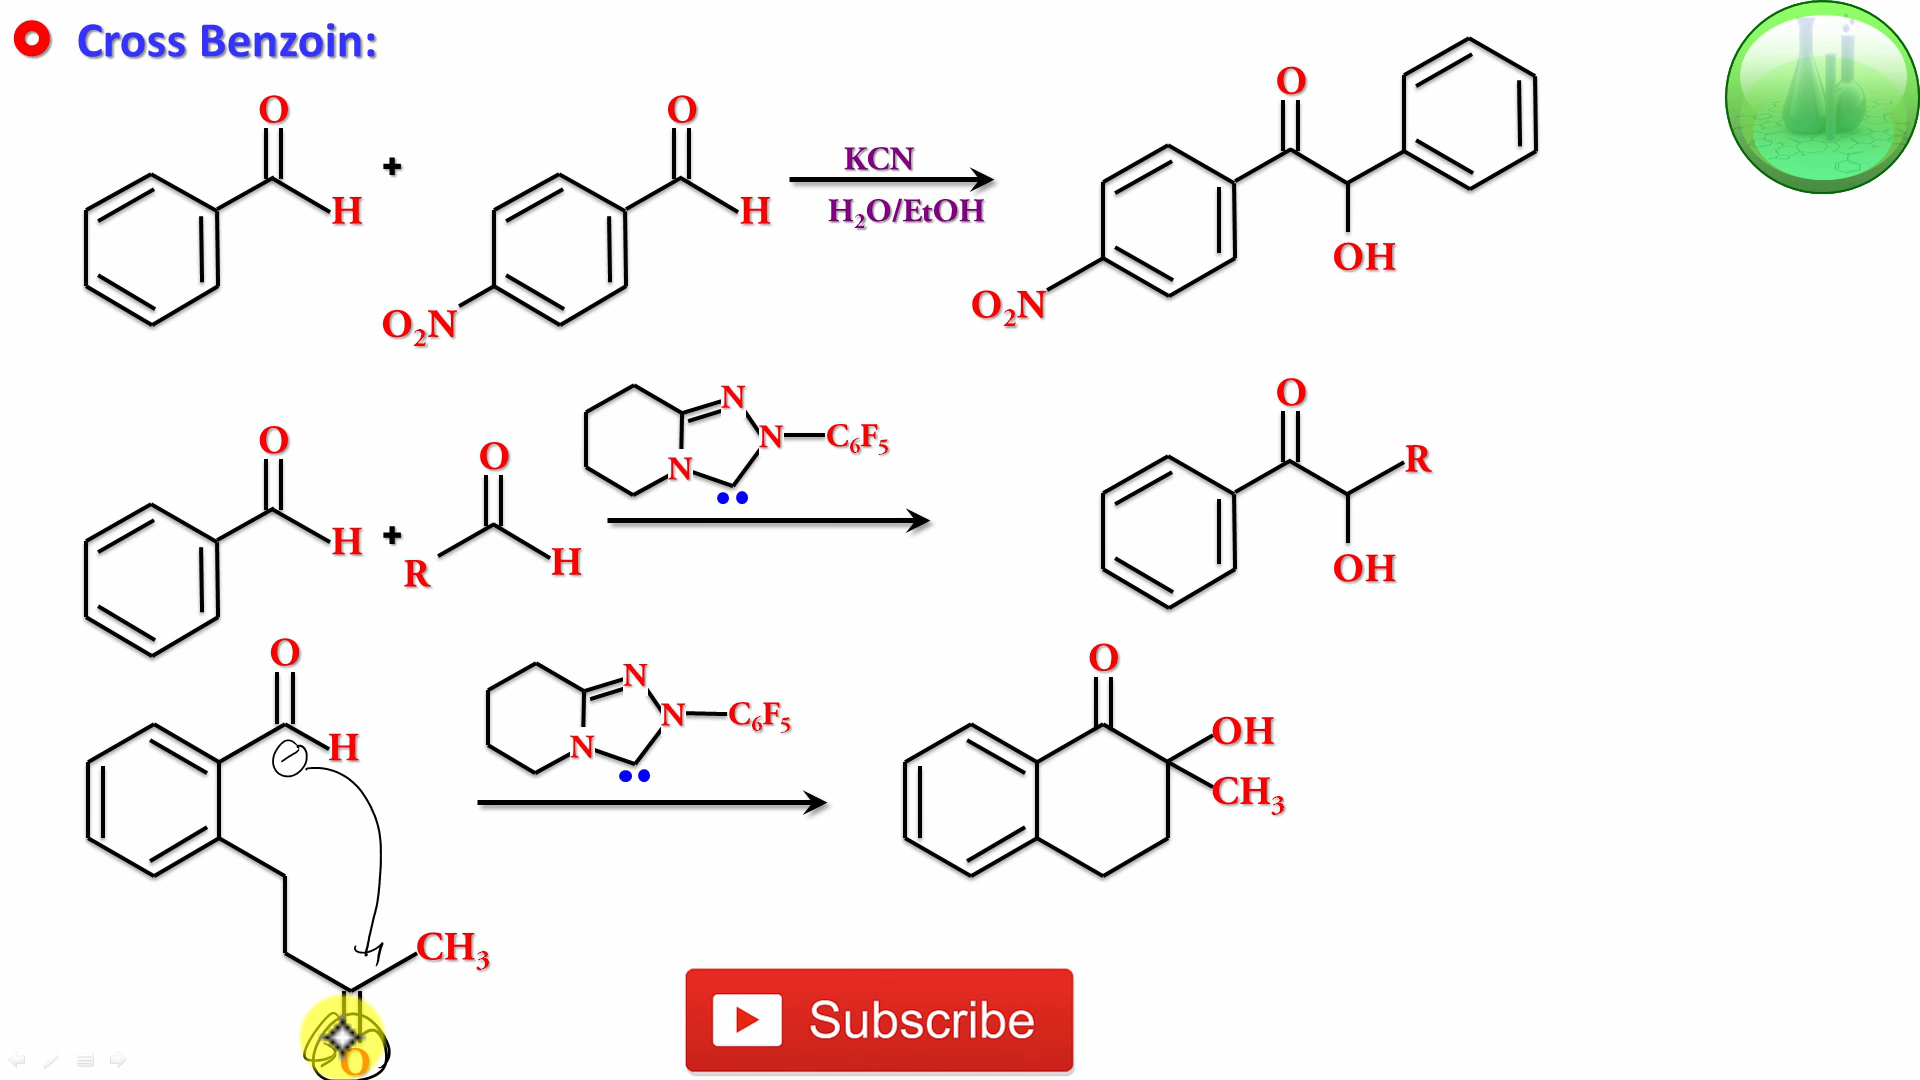 Cross Benzoin:
O
H
+
O
H
O₂N
KCN
H₂O/EtOH
O
OH
O₂N
O
H
+
O
R
H
N
N
N
C₆F₅
O
R
OH
O
H
CH₃
O
N
N
N
C₆F₅
O
OH
CH₃
Subscribe